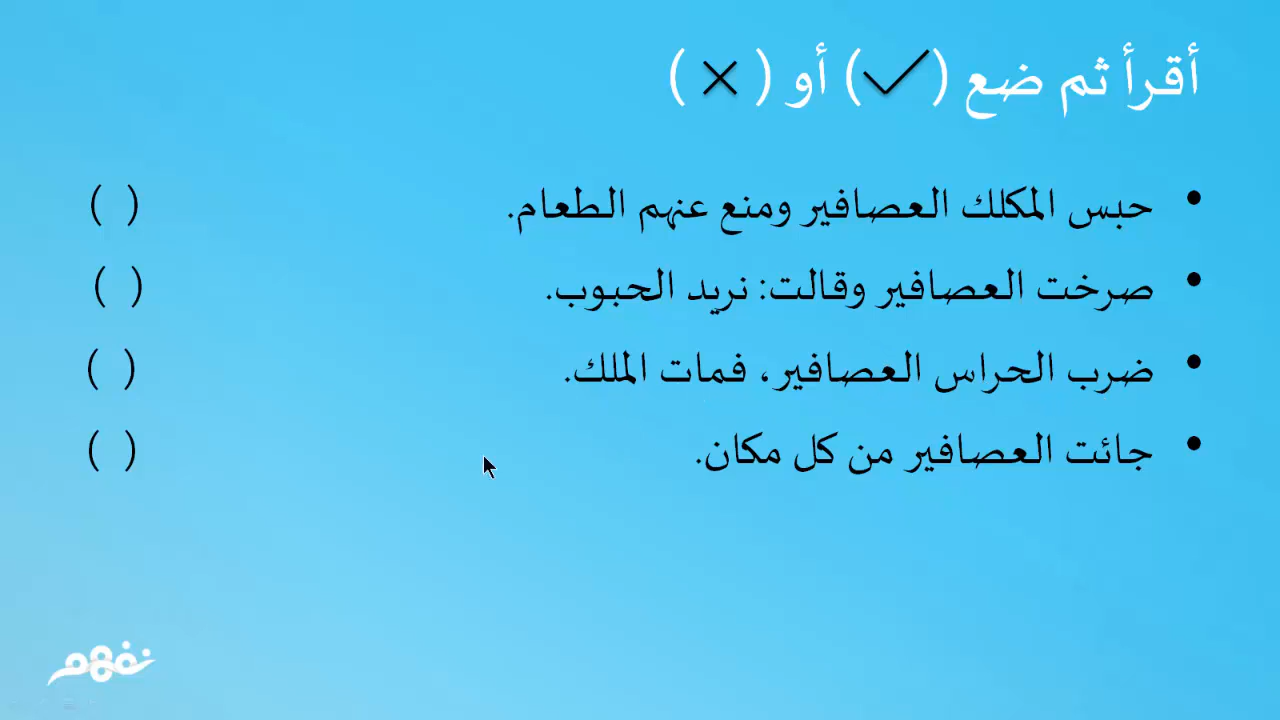 أقرأ ثم ضع (✓) أو (×)
• حبس المكلك العصافير ومنع عنهم الطعام. ( )
• صرخت العصافير وقالت: نريد الحبوب. ( )
• ضرب الحراس العصافير، فمات الملك. ( )
• جائت العصافير من كل مكان. ( )
نفهم